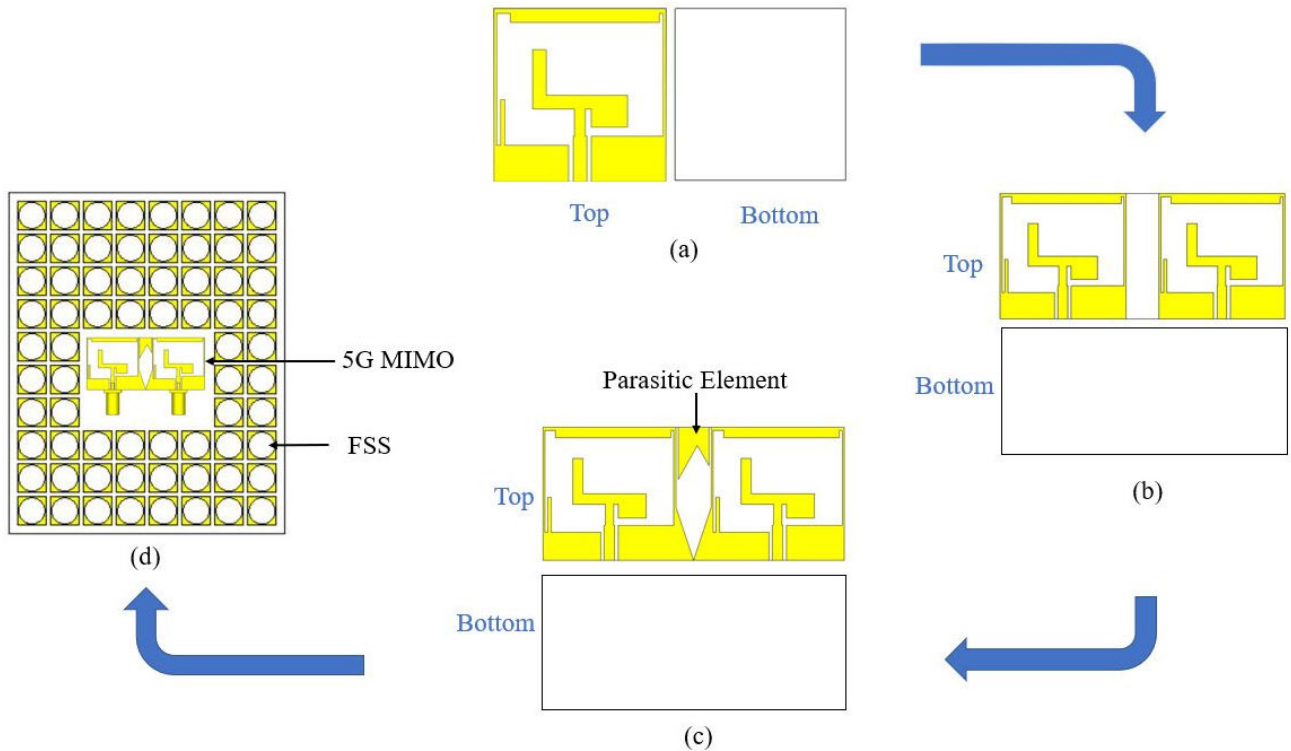 Top
Bottom
(a)
Top
Bottom
(b)
Parasitic Element
Top
Bottom
(c)
5G MIMO
FSS
(d)